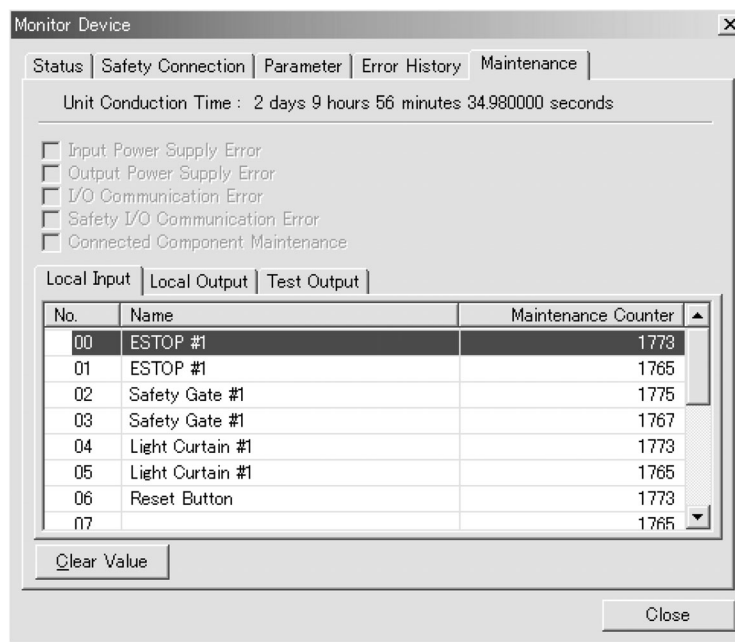 Monitor Device
Status Safety Connection Parameter Error History Maintenance
Unit Conduction Time : 2 days 9 hours 56 minutes 34.980000 seconds
Input Power Supply Error
Output Power Supply Error
I/O Communication Error
Safety I/O Communication Error
Connected Component Maintenance
Local Input Local Output Test Output
No. Name Maintenance Counter
00 ESTOP #1 1773
01 ESTOP #1 1765
02 Safety Gate #1 1775
03 Safety Gate #1 1767
04 Light Curtain #1 1773
05 Light Curtain #1 1765
06 Reset Button 1773
07 1765
Clear Value
Close